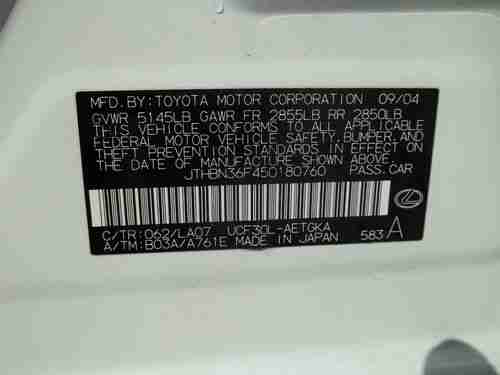 MFD. BY: TOYOTA MOTOR CORPORATION 09/04
GVWR 5145LB GAWR FR 2855LB RR 2850LB
THIS VEHICLE CONFORMS TO ALL APPLICABLE
FEDERAL MOTOR VEHICLE SAFETY, BUMPER, AND
THEFT PREVENTION STANDARDS IN EFFECT ON
THE DATE OF MANUFACTURE SHOWN ABOVE.
JTHBN36F450180760 PASS.CAR
C/TR: 062/LA07 UCF30L-AETGKA
A/TM: B03A/A761E MADE IN JAPAN 583 A